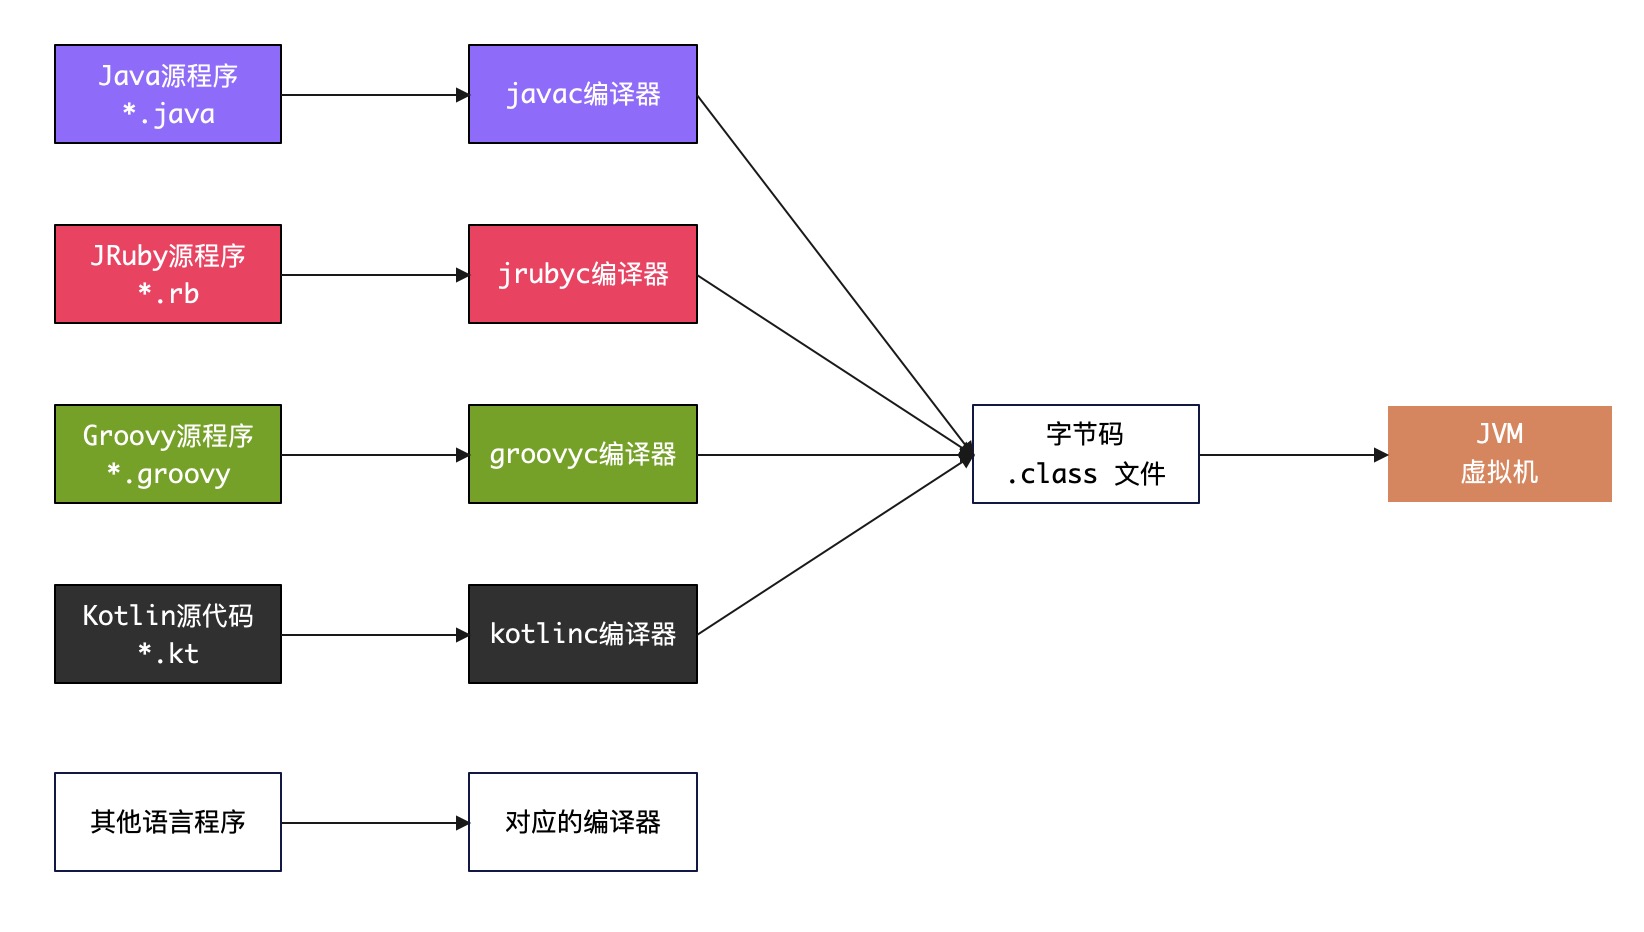 Java源程序
*.java
javac编译器
JRuby源程序
*.rb
jrubyc编译器
Groovy源程序
*.groovy
groovyc编译器
字节码
.class 文件
JVM
虚拟机
Kotlin源代码
*.kt
kotlinc编译器
其他语言程序
对应的编译器